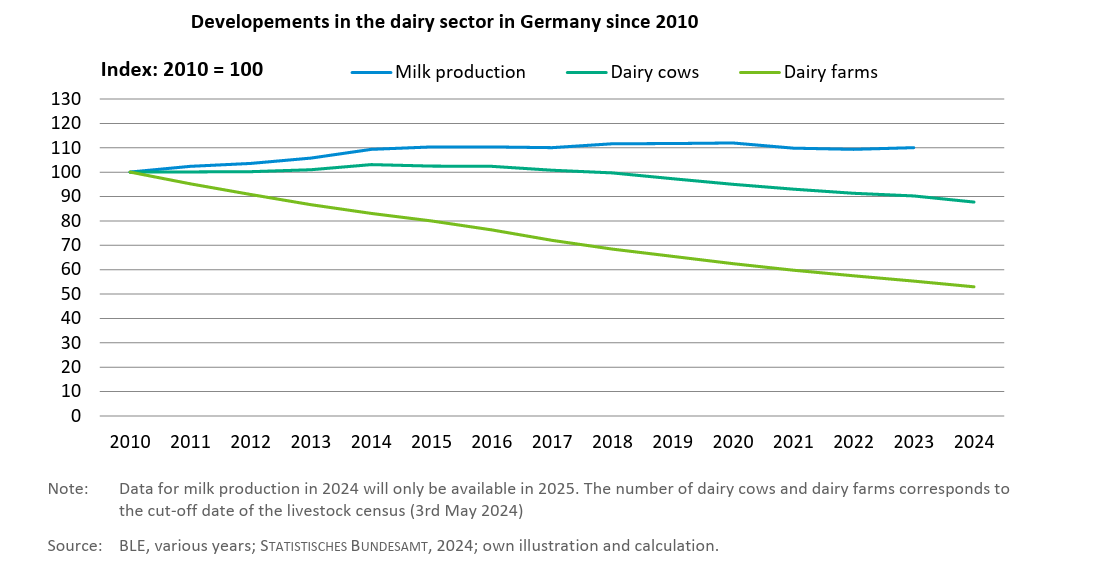 Developements in the dairy sector in Germany since 2010
Index: 2010 = 100
Milk production
Dairy cows
Dairy farms
130
120
110
100
90
80
70
60
50
40
30
20
10
0
2010 2011 2012 2013 2014 2015 2016 2017 2018 2019 2020 2021 2022 2023 2024
Note: Data for milk production in 2024 will only be available in 2025. The number of dairy cows and dairy farms corresponds to
the cut-off date of the livestock census (3rd May 2024)
Source: BLE, various years; STATISTISCHES BUNDESAMT, 2024; own illustration and calculation.